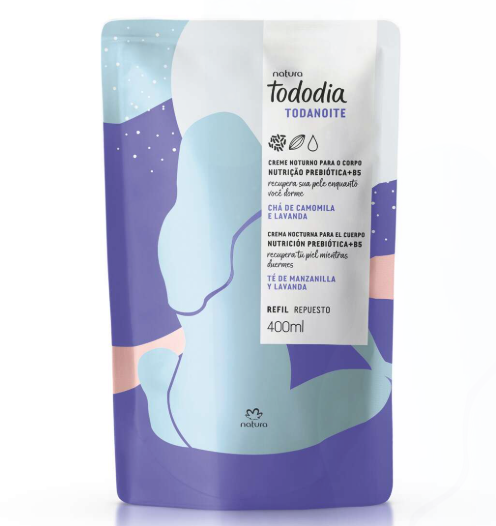 natura
tododia
TODANOITE
CREME NOTURNO PARA O CORPO
NUTRIÇÃO PREBIÓTICA+B5
recupera sua pele enquanto
você dorme
CHÁ DE CAMOMILA
E LAVANDA
CREMA NOCTURNA PARA EL CUERPO
NUTRICIÓN PREBIÓTICA+B5
recupera tu piel mientras
duermes
TÉ DE MANZANILLA
Y LAVANDA
REFIL REPUESTO
400ml
natura